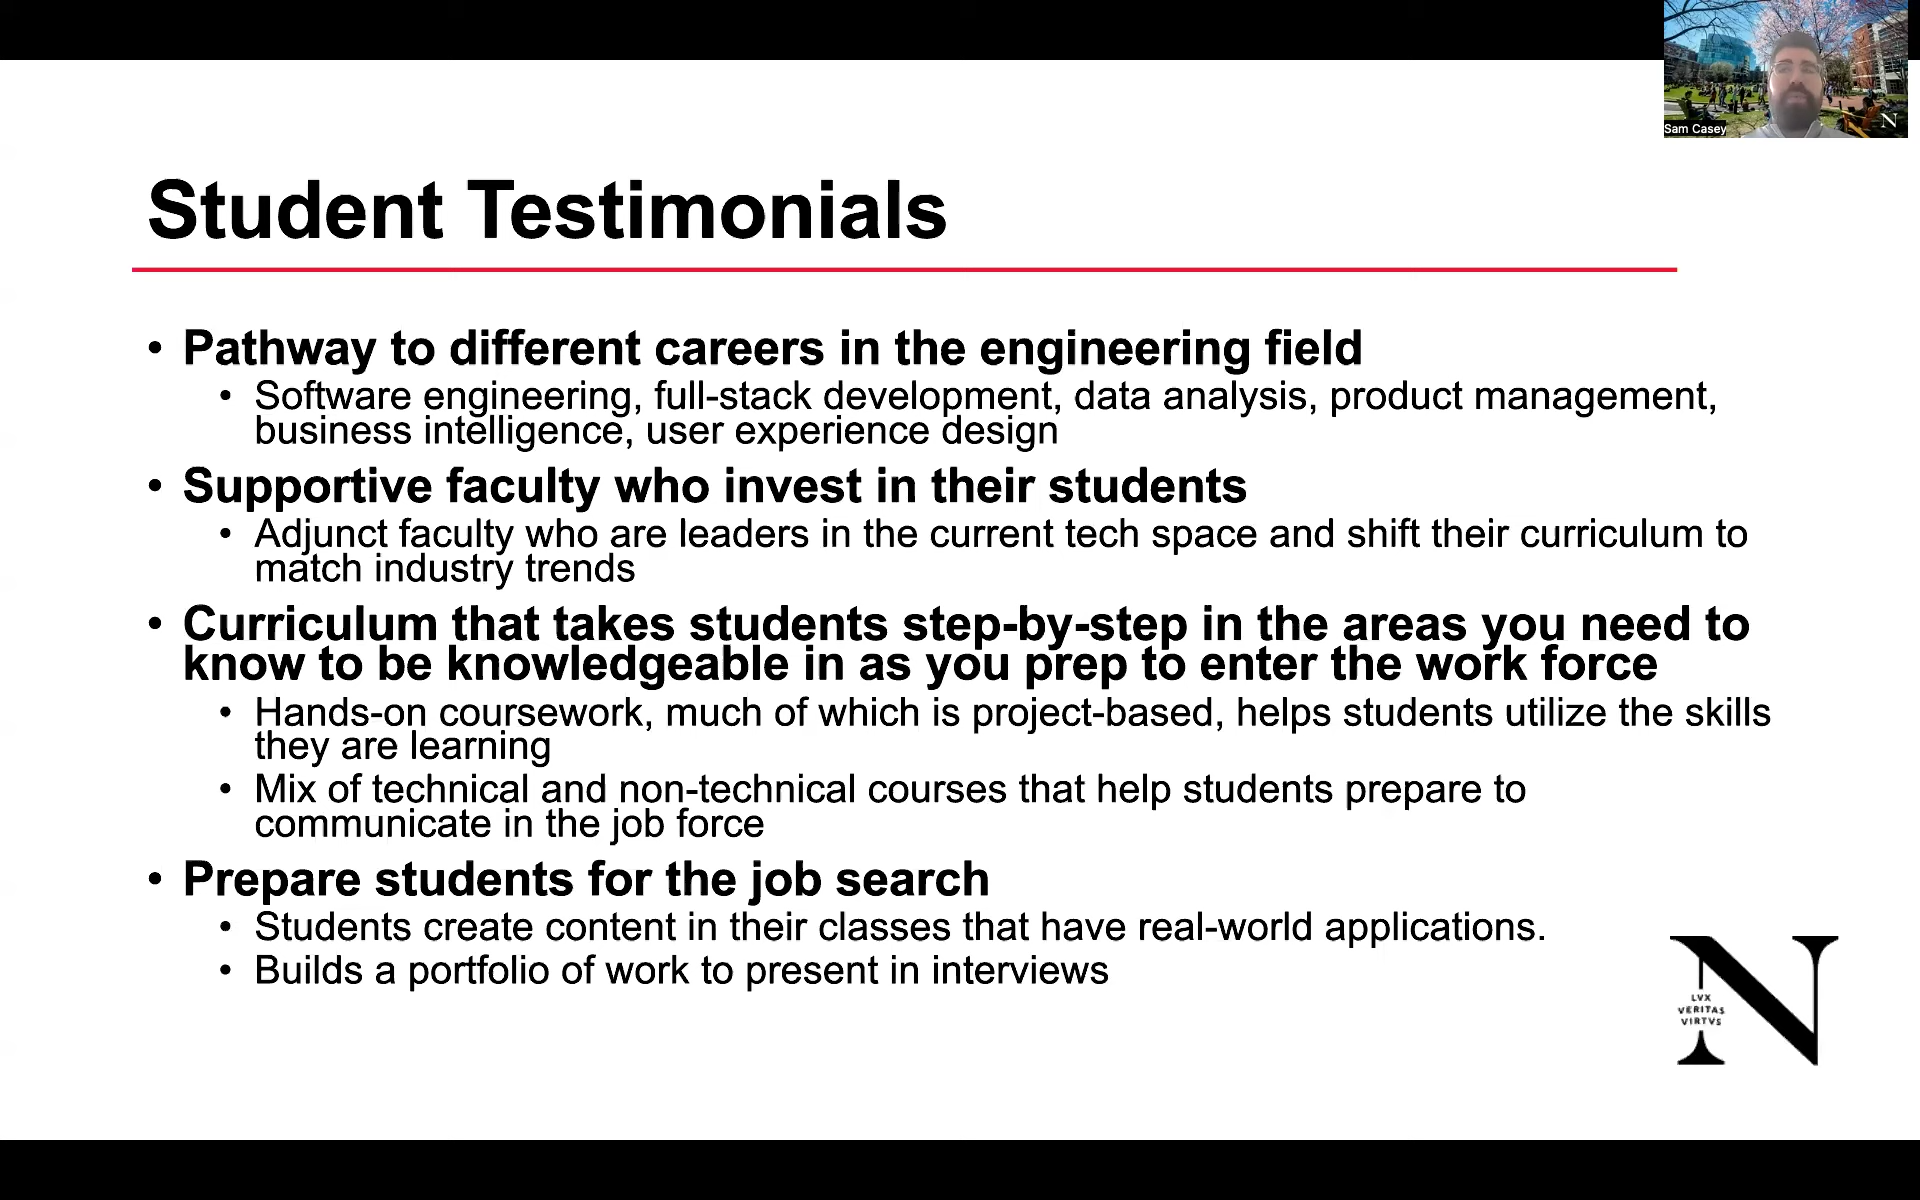 Sam Casey
N
Student Testimonials
• Pathway to different careers in the engineering field
• Software engineering, full-stack development, data analysis, product management,
business intelligence, user experience design
• Supportive faculty who invest in their students
• Adjunct faculty who are leaders in the current tech space and shift their curriculum to
match industry trends
• Curriculum that takes students step-by-step in the areas you need to
know to be knowledgeable in as you prep to enter the work force
• Hands-on coursework, much of which is project-based, helps students utilize the skills
they are learning
• Mix of technical and non-technical courses that help students prepare to
communicate in the job force
• Prepare students for the job search
• Students create content in their classes that have real-world applications.
• Builds a portfolio of work to present in interviews
N
LVX
VERITAS
VIRTVS